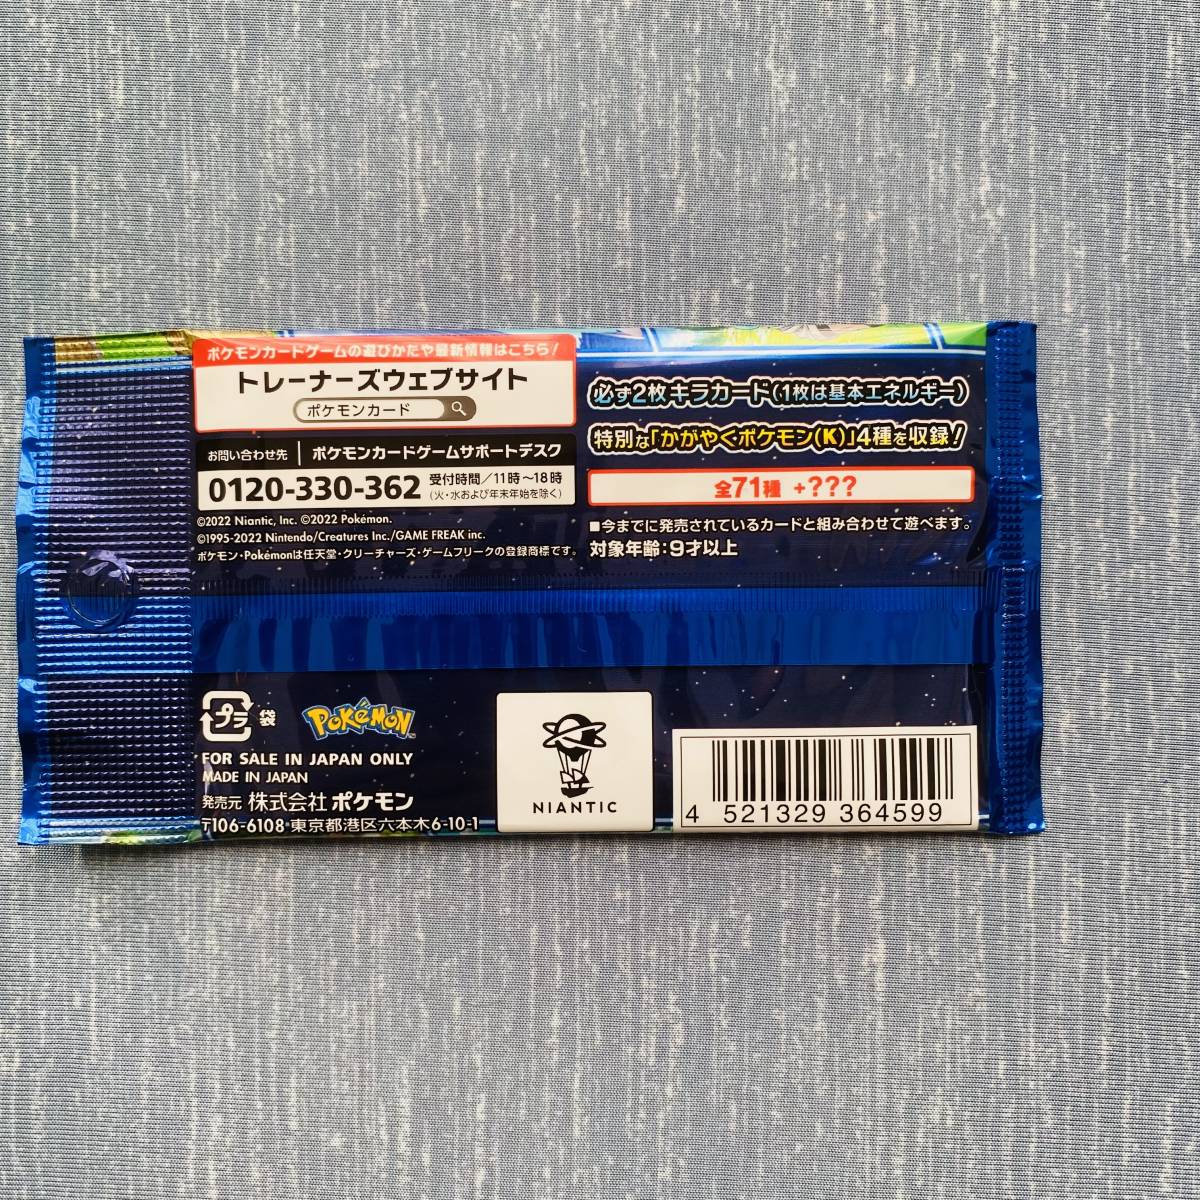 ポケモンカードゲームの遊びかたや最新情報はこちら!
トレーナーズウェブサイト
ポケモンカード
お問い合わせ先 ポケモンカードゲームサポートデスク
0120-330-362 受付時間/11時~18時
(火・水および年末年始を除く)
©2022 Niantic, Inc. ©2022 Pokémon.
©1995-2022 Nintendo/Creatures Inc./GAME FREAK inc.
ポケモン・Pokémonは任天堂・クリーチャーズ・ゲームフリークの登録商標です。
必ず2枚キラカード(1枚は基本エネルギー)
特別な「かがやくポケモン(K)」4種を収録!
全71種 +???
■今までに発売されているカードと組み合わせて遊べます。
対象年齢:9才以上
プラ 袋
POKéMON
TM
FOR SALE IN JAPAN ONLY
MADE IN JAPAN
発売元 株式会社 ポケモン
〒106-6108 東京都港区六本木6-10-1
NIANTIC
4 521329 364599